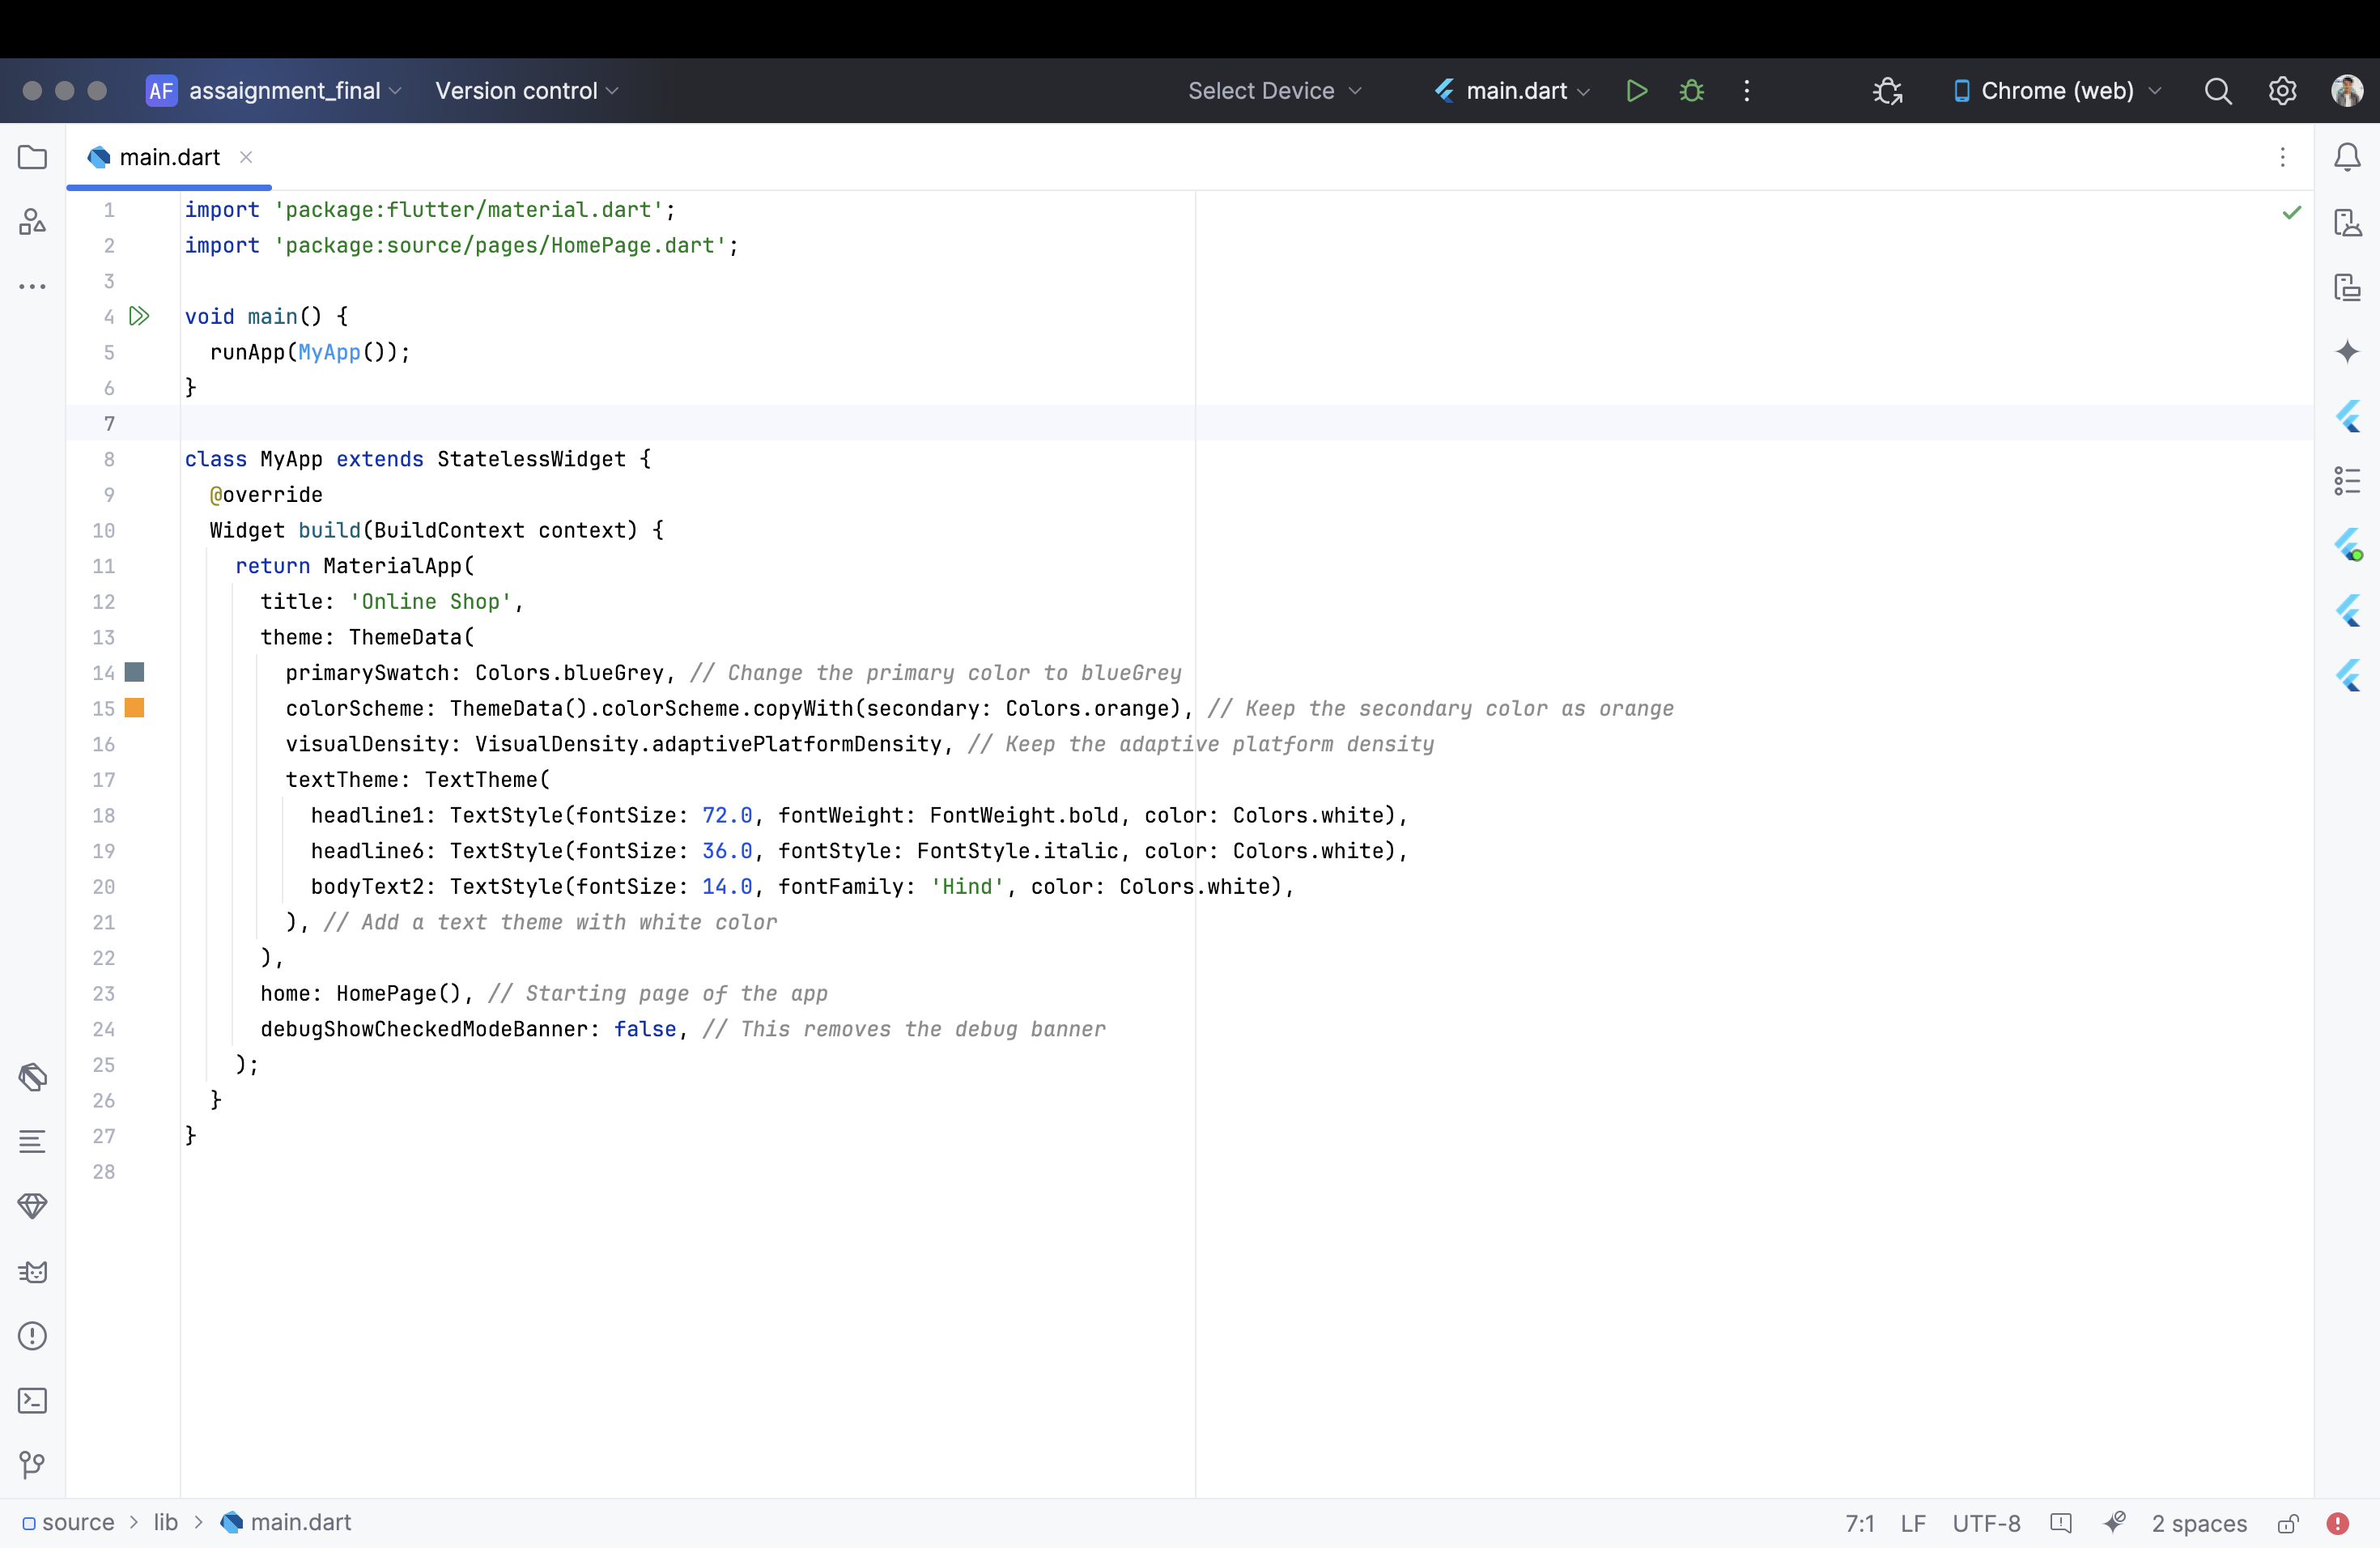 AF assaignment_final Version control Select Device main.dart Chrome (web)
main.dart
1 import 'package:flutter/material.dart';
2 import 'package:source/pages/HomePage.dart';
3
4 void main() {
5   runApp(MyApp());
6 }
7
8 class MyApp extends StatelessWidget {
9   @override
10   Widget build(BuildContext context) {
11     return MaterialApp(
12       title: 'Online Shop',
13       theme: ThemeData(
14         primarySwatch: Colors.blueGrey, // Change the primary color to blueGrey
15         colorScheme: ThemeData().colorScheme.copyWith(secondary: Colors.orange), // Keep the secondary color as orange
16         visualDensity: VisualDensity.adaptivePlatformDensity, // Keep the adaptive platform density
17         textTheme: TextTheme(
18           headline1: TextStyle(fontSize: 72.0, fontWeight: FontWeight.bold, color: Colors.white),
19           headline6: TextStyle(fontSize: 36.0, fontStyle: FontStyle.italic, color: Colors.white),
20           bodyText2: TextStyle(fontSize: 14.0, fontFamily: 'Hind', color: Colors.white),
21         ), // Add a text theme with white color
22       ),
23       home: HomePage(), // Starting page of the app
24       debugShowCheckedModeBanner: false, // This removes the debug banner
25     );
26   }
27 }
28
source > lib > main.dart 7:1 LF UTF-8 2 spaces